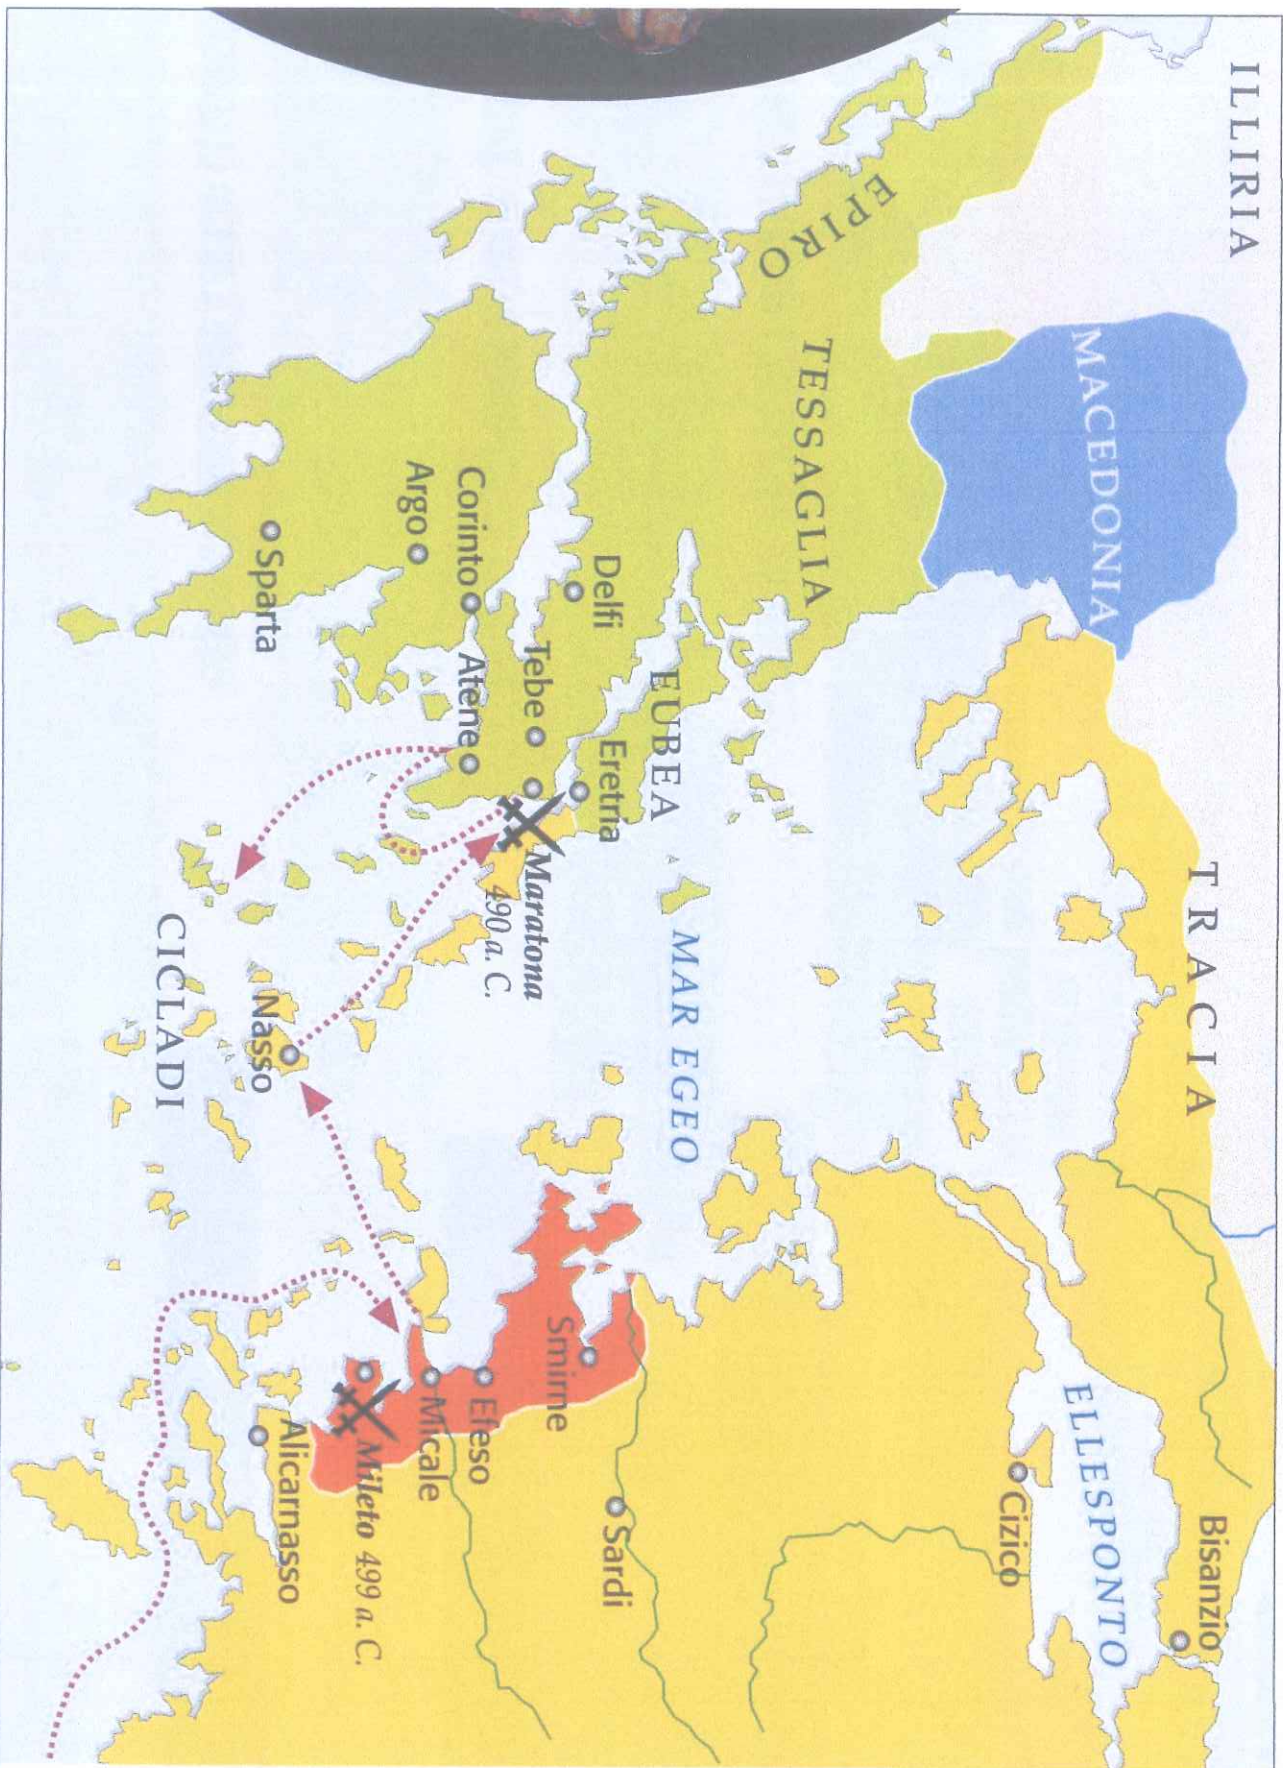 ILLIRIA
MACEDONIA
TRACIA
EPIRO
TESSAGLIA
ELLESPONTO
Bisanzio
Cizico
MAR EGEO
EUBEA
Delfi
Eretria
Tebe
Maratona
490 a. C.
Corinto
Atene
Argo
Sparta
CICLADI
Nasso
Smirne
Sardi
Efeso
Micale
Mileto 499 a. C.
Alicarnasso